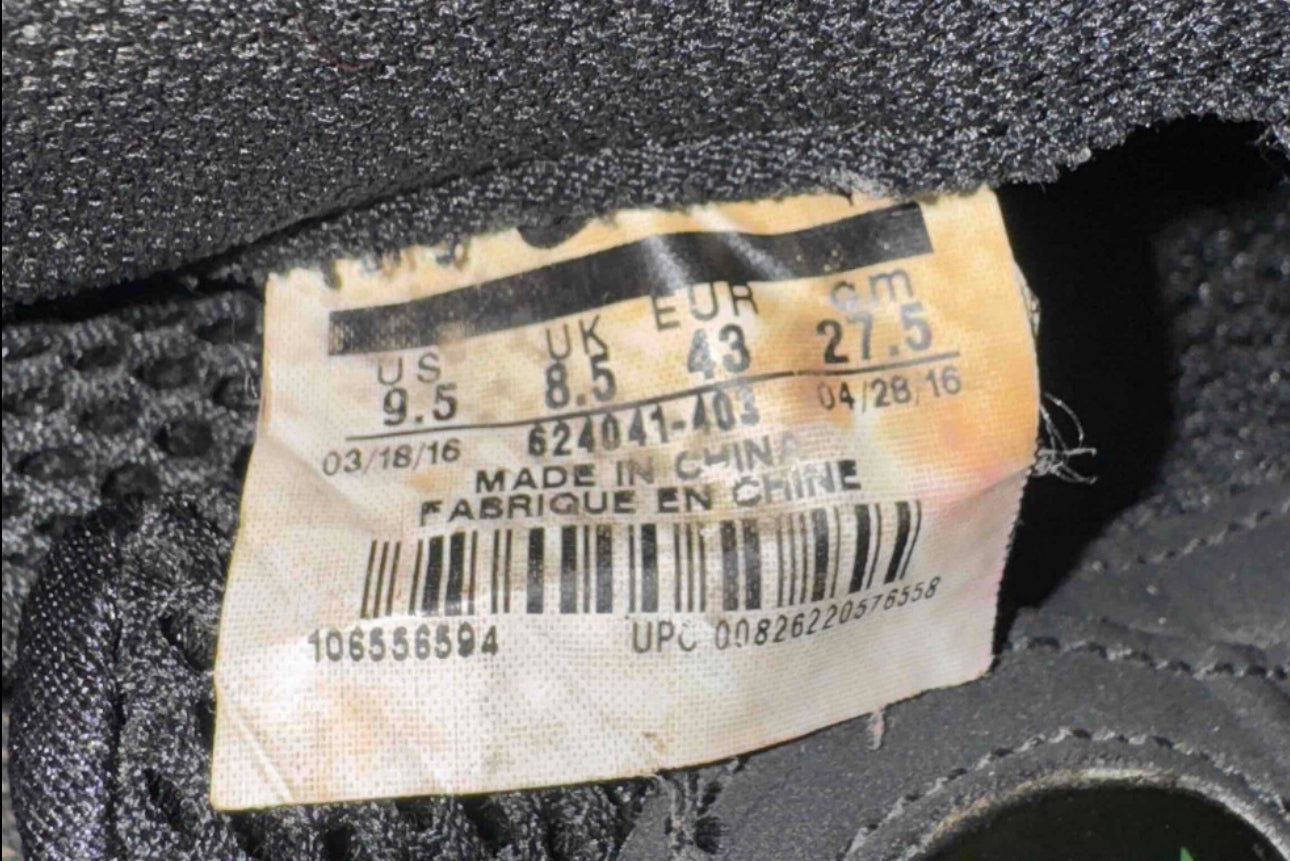 US UK EUR cm
9.5 8.5 43 27.5
03/18/16 624041-403 04/28/16
MADE IN CHINA
FABRIQUE EN CHINE
106556594 UPC 00826220576558